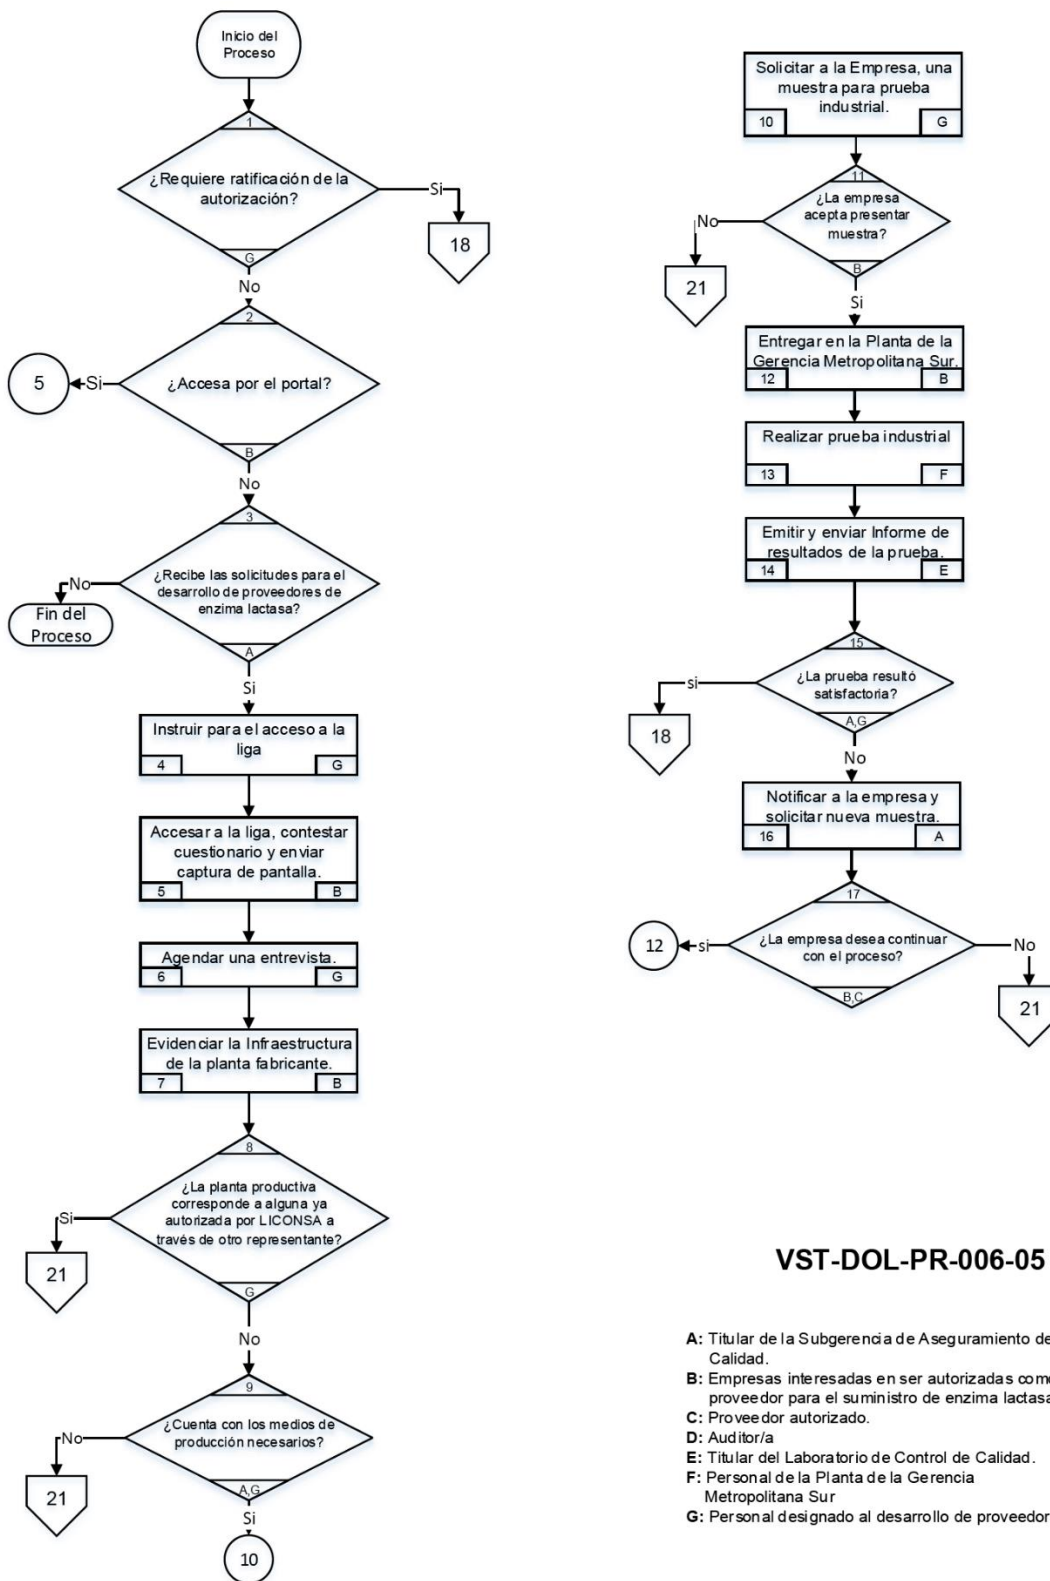 Inicio del
Proceso
1
¿Requiere ratificación de la
autorización?
G
Si
18
No
2
¿Accesa por el portal?
B
Si
5
No
3
¿Recibe las solicitudes para el
desarrollo de proveedores de
enzima lactasa?
A
No
Fin del
Proceso
Si
Instruir para el acceso a la
liga
4
G
Accesar a la liga, contestar
cuestionario y enviar
captura de pantalla.
5
B
Agendar una entrevista.
6
G
Evidenciar la Infraestructura
de la planta fabricante.
7
B
8
¿La planta productiva
corresponde a alguna ya
autorizada por LICONSA a
través de otro representante?
G
Si
21
No
9
¿Cuenta con los medios de
producción necesarios?
A,G
No
21
Si
10
Solicitar a la Empresa, una
muestra para prueba
industrial.
10
G
11
¿La empresa
acepta presentar
muestra?
B
No
21
Si
Entregar en la Planta de la
Gerencia Metropolitana Sur.
12
B
Realizar prueba industrial
13
F
Emitir y enviar Informe de
resultados de la prueba.
14
E
15
¿La prueba resultó
satisfactoria?
A,G
si
18
No
Notificar a la empresa y
solicitar nueva muestra.
16
A
17
¿La empresa desea continuar
con el proceso?
B,C
si
12
No
21
VST-DOL-PR-006-05
A: Titular de la Subgerencia de Aseguramiento de
Calidad.
B: Empresas interesadas en ser autorizadas como
proveedor para el suministro de enzima lactasa
C: Proveedor autorizado.
D: Auditor/a
E: Titular del Laboratorio de Control de Calidad.
F: Personal de la Planta de la Gerencia
Metropolitana Sur
G: Personal designado al desarrollo de proveedor